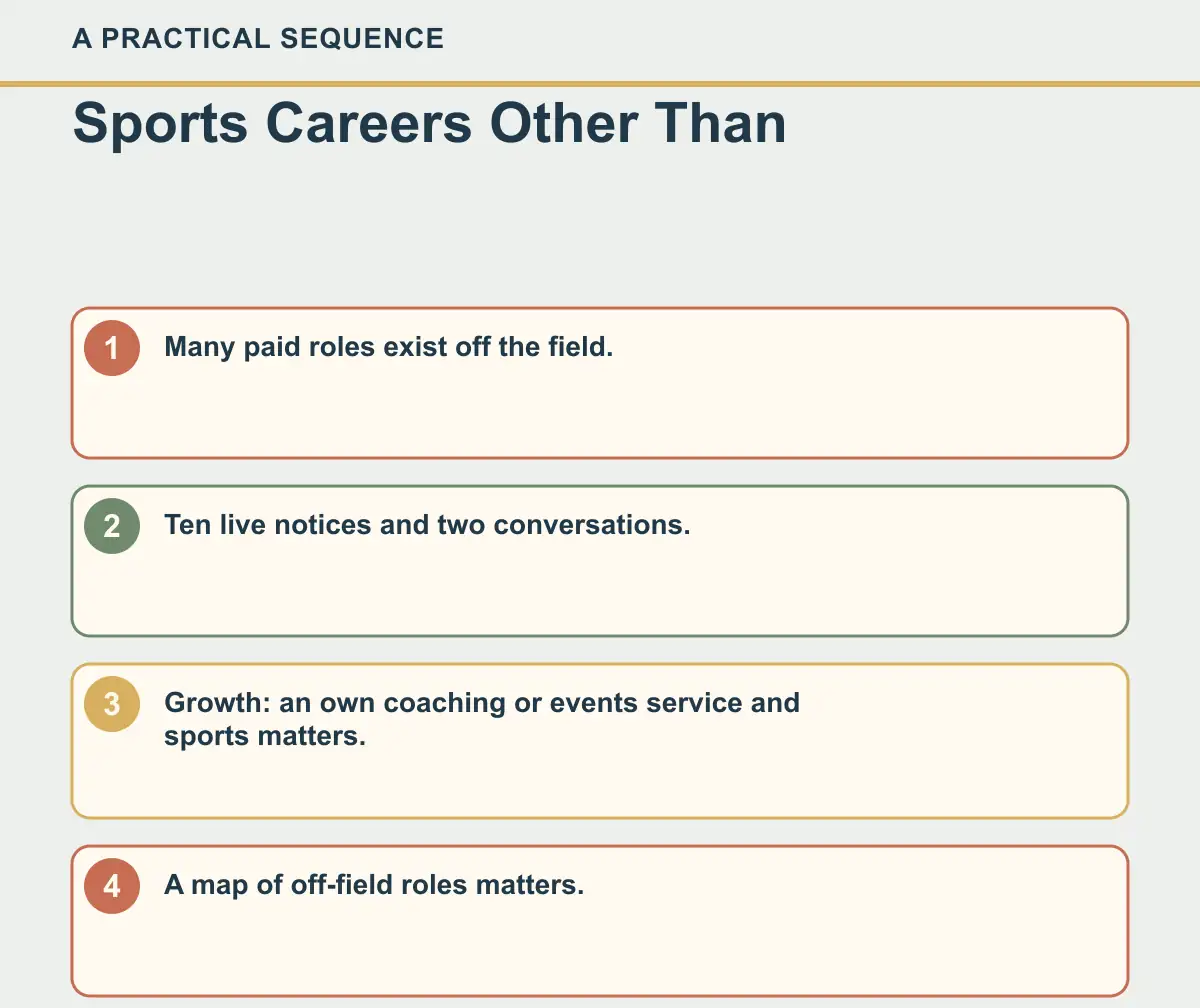 A PRACTICAL SEQUENCE
Sports Careers Other Than
1
Many paid roles exist off the field.
2
Ten live notices and two conversations.
3
Growth: an own coaching or events service and
sports matters.
4
A map of off-field roles matters.